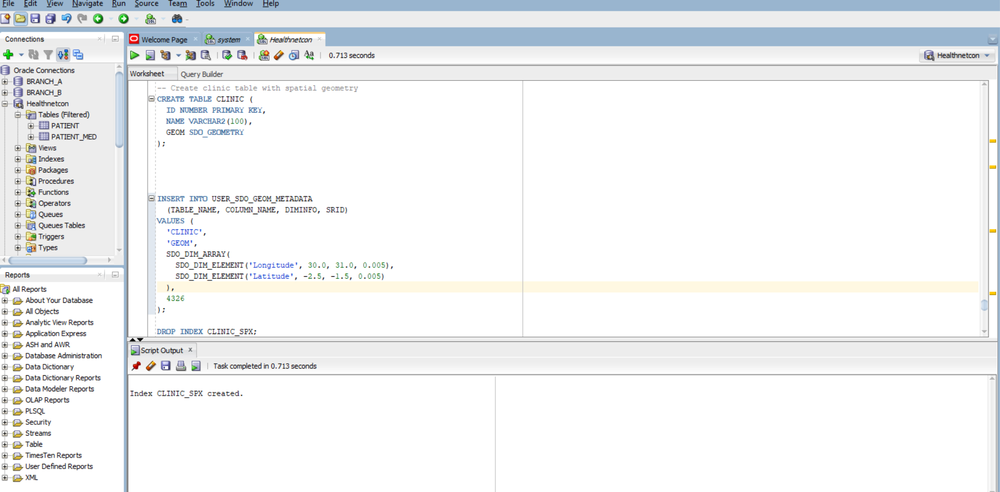 File Edit View Navigate Run Source Team Tools Window Help
Connections
Oracle Connections
BRANCH_A
BRANCH_B
Healthnetcon
Tables (Filtered)
PATIENT
PATIENT_MED
Views
Indexes
Packages
Procedures
Functions
Operators
Queues
Queues Tables
Triggers
Types
Reports
All Reports
About Your Database
All Objects
Analytic View Reports
Application Express
ASH and AWR
Database Administration
Data Dictionary
Data Dictionary Reports
Data Modeler Reports
OLAP Reports
PLSQL
Security
Streams
Table
TimesTen Reports
User Defined Reports
XML
Welcome Page system Healthnetcon
0.713 seconds
Healthnetcon
Worksheet Query Builder
-- Create clinic table with spatial geometry
CREATE TABLE CLINIC (
ID NUMBER PRIMARY KEY,
NAME VARCHAR2(100),
GEOM SDO_GEOMETRY
);
INSERT INTO USER_SDO_GEOM_METADATA
(TABLE_NAME, COLUMN_NAME, DIMINFO, SRID)
VALUES (
'CLINIC',
'GEOM',
SDO_DIM_ARRAY(
SDO_DIM_ELEMENT('Longitude', 30.0, 31.0, 0.005),
SDO_DIM_ELEMENT('Latitude', -2.5, -1.5, 0.005)
),
4326
);
DROP INDEX CLINIC_SPX;
Script Output
Task completed in 0.713 seconds
Index CLINIC_SPX created.